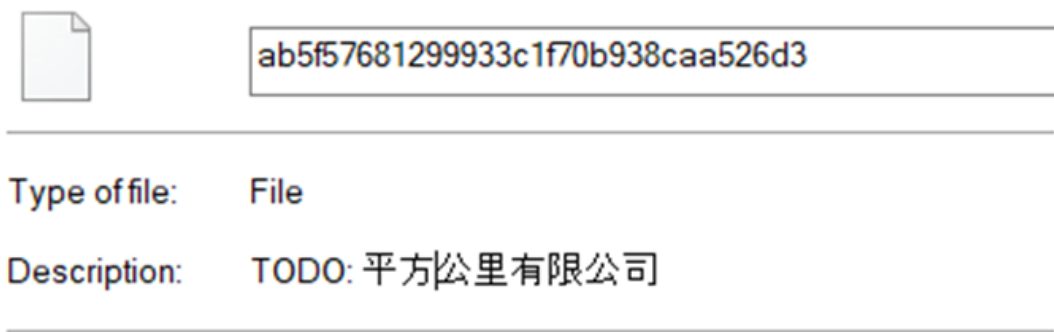 ab5f57681299933c1f70b938caa526d3
Type of file: File
Description: TODO: 平方公里有限公司